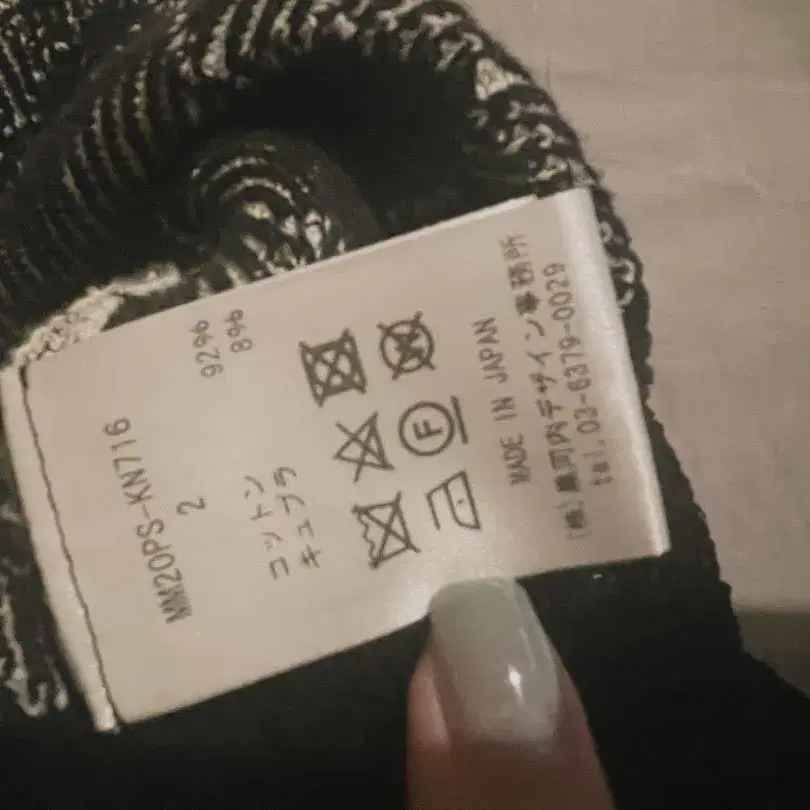 MM20PS-KN716
2
コットン 92%
キュプラ 8%
W
F
MADE IN JAPAN
(株)黒河内デザイン事務所
tel.03-6379-0029